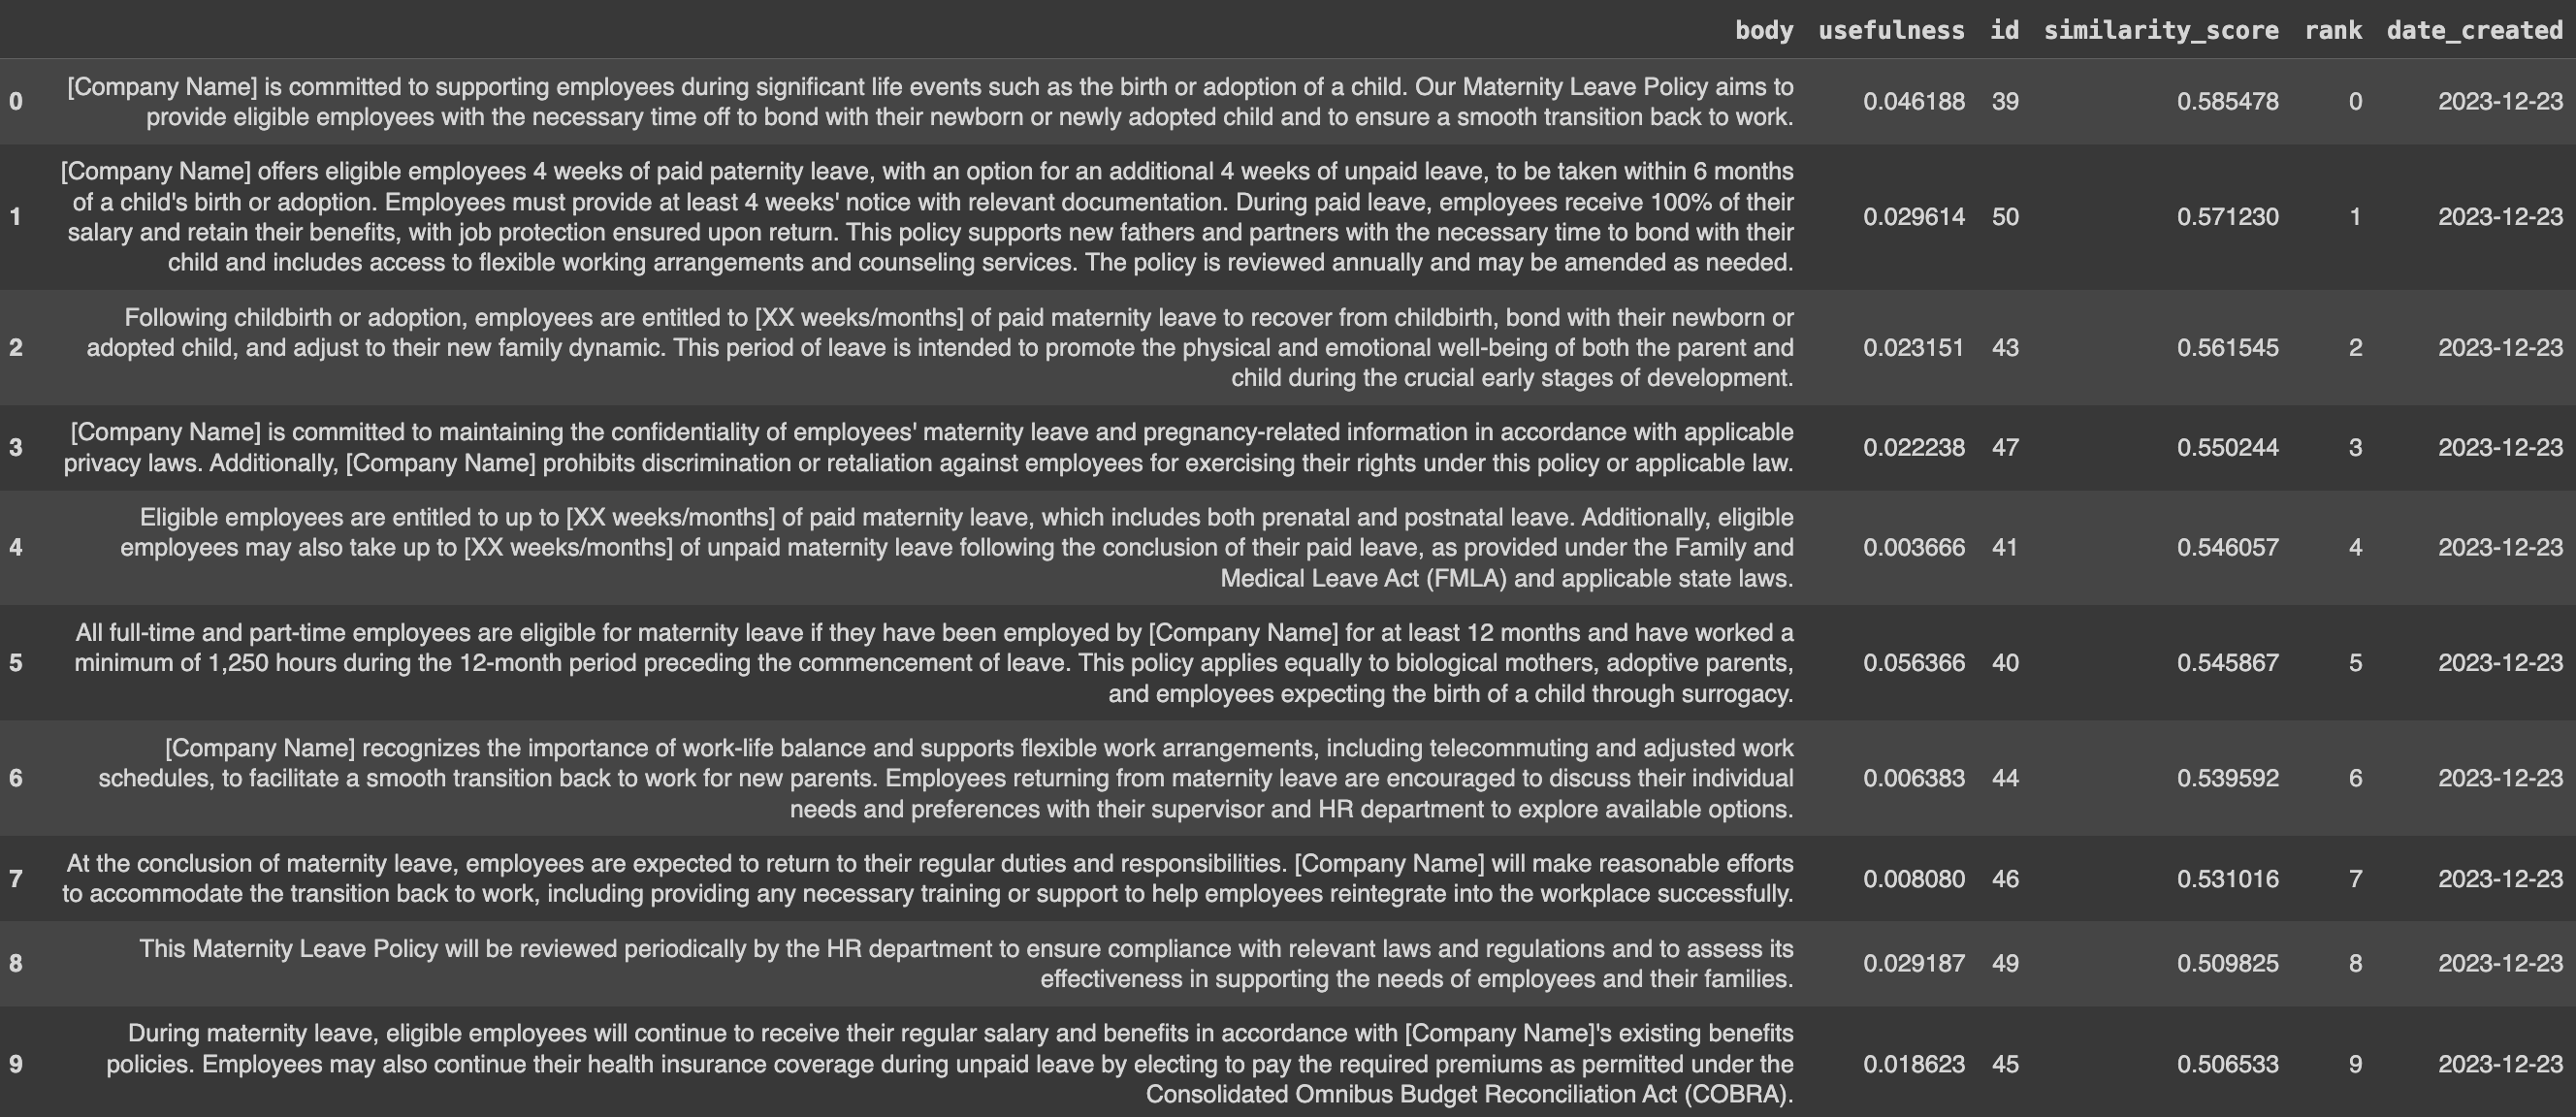 body usefulness id similarity_score rank date_created
0 [Company Name] is committed to supporting employees during significant life events such as the birth or adoption of a child. Our Maternity Leave Policy aims to
provide eligible employees with the necessary time off to bond with their newborn or newly adopted child and to ensure a smooth transition back to work. 0.046188 39 0.585478 0 2023-12-23
1 [Company Name] offers eligible employees 4 weeks of paid paternity leave, with an option for an additional 4 weeks of unpaid leave, to be taken within 6 months
of a child's birth or adoption. Employees must provide at least 4 weeks' notice with relevant documentation. During paid leave, employees receive 100% of their
salary and retain their benefits, with job protection ensured upon return. This policy supports new fathers and partners with the necessary time to bond with their
child and includes access to flexible working arrangements and counseling services. The policy is reviewed annually and may be amended as needed. 0.029614 50 0.571230 1 2023-12-23
2 Following childbirth or adoption, employees are entitled to [XX weeks/months] of paid maternity leave to recover from childbirth, bond with their newborn or
adopted child, and adjust to their new family dynamic. This period of leave is intended to promote the physical and emotional well-being of both the parent and
child during the crucial early stages of development. 0.023151 43 0.561545 2 2023-12-23
3 [Company Name] is committed to maintaining the confidentiality of employees' maternity leave and pregnancy-related information in accordance with applicable
privacy laws. Additionally, [Company Name] prohibits discrimination or retaliation against employees for exercising their rights under this policy or applicable law. 0.022238 47 0.550244 3 2023-12-23
4 Eligible employees are entitled to up to [XX weeks/months] of paid maternity leave, which includes both prenatal and postnatal leave. Additionally, eligible
employees may also take up to [XX weeks/months] of unpaid maternity leave following the conclusion of their paid leave, as provided under the Family and
Medical Leave Act (FMLA) and applicable state laws. 0.003666 41 0.546057 4 2023-12-23
5 All full-time and part-time employees are eligible for maternity leave if they have been employed by [Company Name] for at least 12 months and have worked a
minimum of 1,250 hours during the 12-month period preceding the commencement of leave. This policy applies equally to biological mothers, adoptive parents,
and employees expecting the birth of a child through surrogacy. 0.056366 40 0.545867 5 2023-12-23
6 [Company Name] recognizes the importance of work-life balance and supports flexible work arrangements, including telecommuting and adjusted work
schedules, to facilitate a smooth transition back to work for new parents. Employees returning from maternity leave are encouraged to discuss their individual
needs and preferences with their supervisor and HR department to explore available options. 0.006383 44 0.539592 6 2023-12-23
7 At the conclusion of maternity leave, employees are expected to return to their regular duties and responsibilities. [Company Name] will make reasonable efforts
to accommodate the transition back to work, including providing any necessary training or support to help employees reintegrate into the workplace successfully. 0.008080 46 0.531016 7 2023-12-23
8 This Maternity Leave Policy will be reviewed periodically by the HR department to ensure compliance with relevant laws and regulations and to assess its
effectiveness in supporting the needs of employees and their families. 0.029187 49 0.509825 8 2023-12-23
9 During maternity leave, eligible employees will continue to receive their regular salary and benefits in accordance with [Company Name]'s existing benefits
policies. Employees may also continue their health insurance coverage during unpaid leave by electing to pay the required premiums as permitted under the
Consolidated Omnibus Budget Reconciliation Act (COBRA). 0.018623 45 0.506533 9 2023-12-23